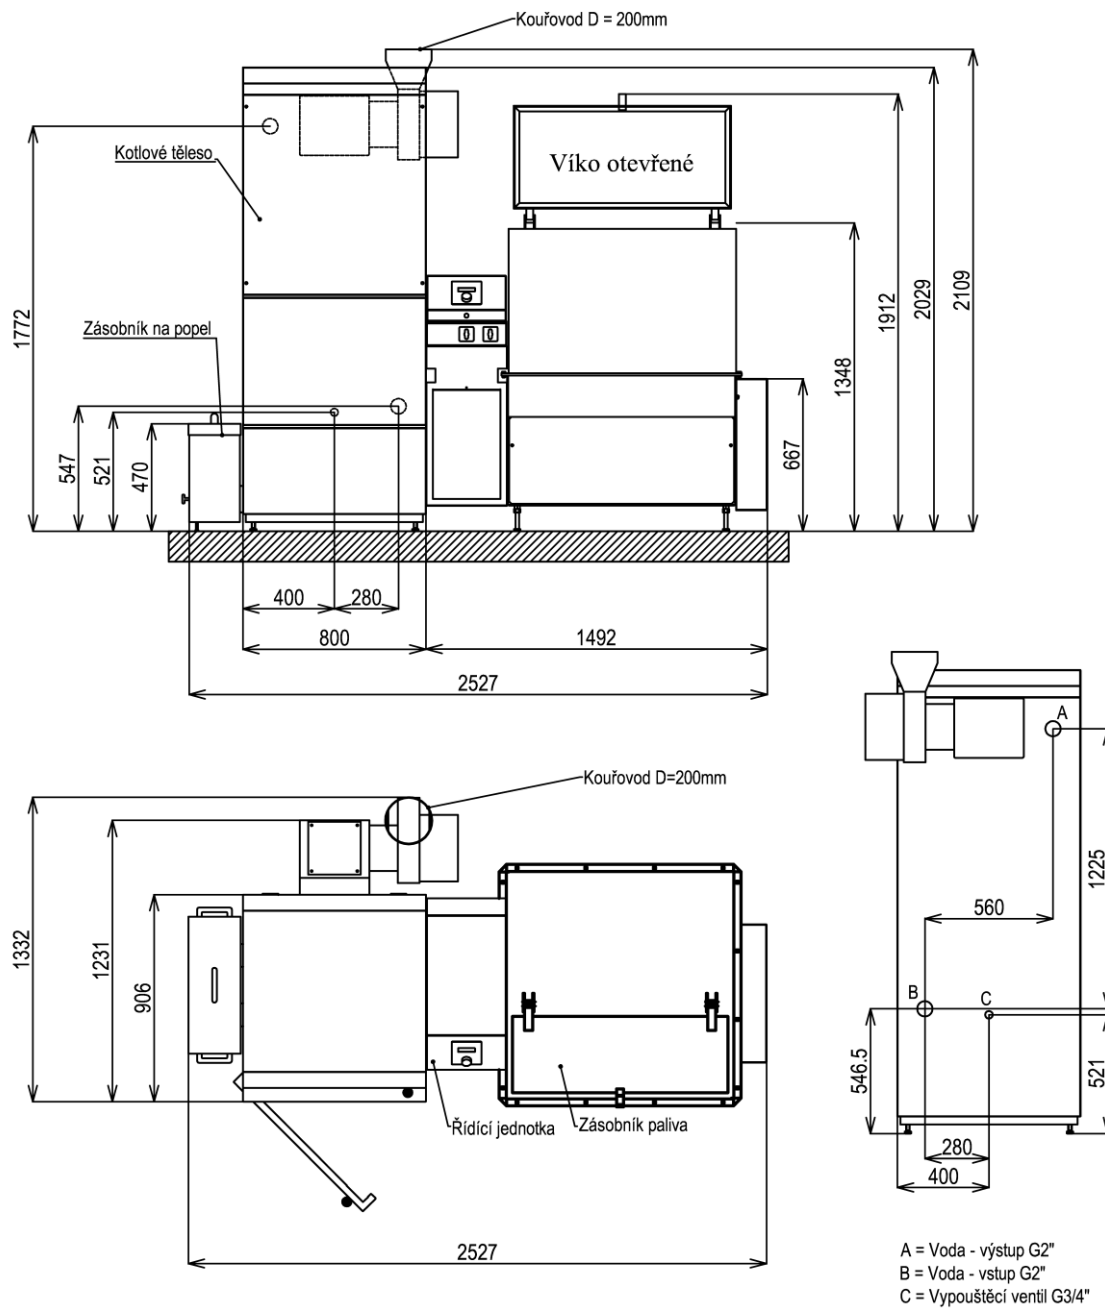 Kouřovod D = 200mm
Kotlové těleso
Víko otevřené
Zásobník na popel
1772
547
521
470
667
1348
1912
2029
2109
400
280
800
1492
2527
Kouřovod D=200mm
1332
1231
906
Řídící jednotka
Zásobník paliva
2527
A
1225
560
B
C
546.5
521
280
400
A = Voda - výstup G2"
B = Voda - vstup G2"
C = Vypouštěcí ventil G3/4"